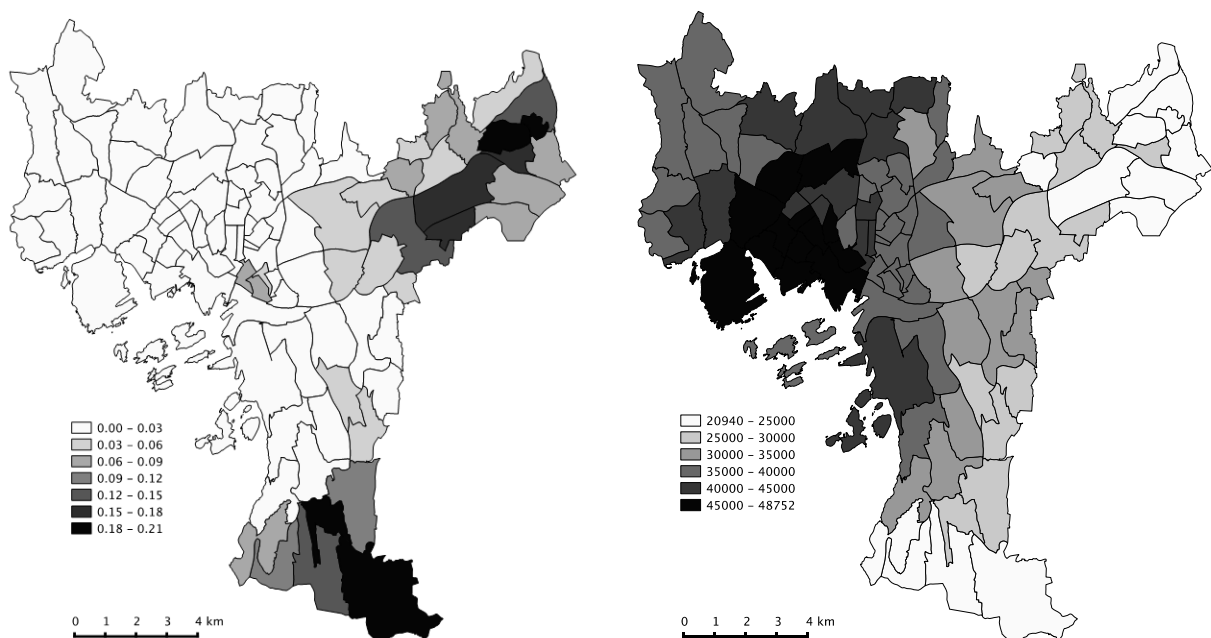 0.00 – 0.03
0.03 – 0.06
0.06 – 0.09
0.09 – 0.12
0.12 – 0.15
0.15 – 0.18
0.18 – 0.21
0 1 2 3 4 km
20940 – 25000
25000 – 30000
30000 – 35000
35000 – 40000
40000 – 45000
45000 – 48752
0 1 2 3 4 km